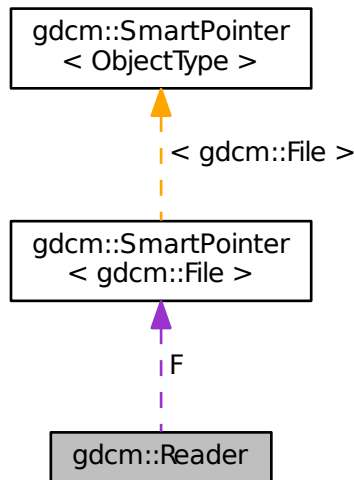 gdcm::SmartPointer
< ObjectType >
< gdcm::File >
gdcm::SmartPointer
< gdcm::File >
F
gdcm::Reader